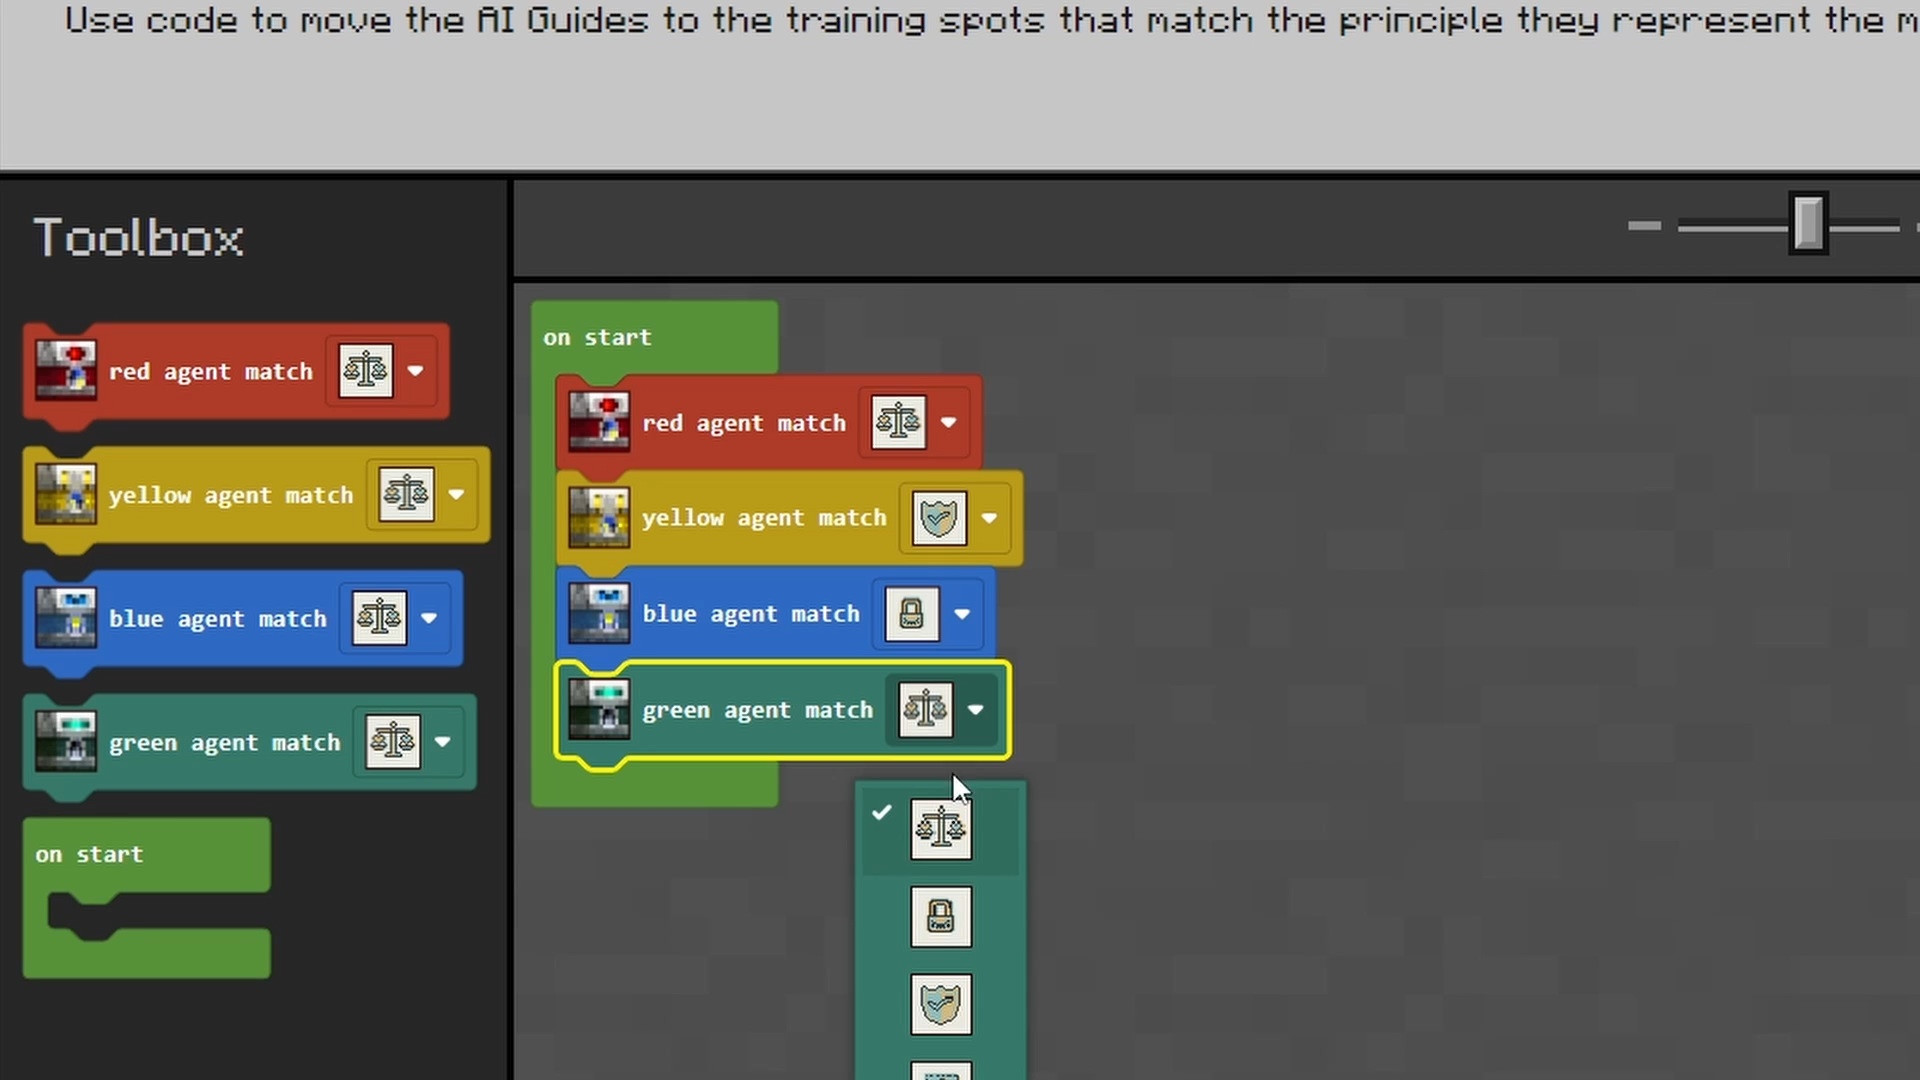 Use code to move the AI Guides to the training spots that match the principle they represent the
Toolbox
red agent match
yellow agent match
blue agent match
green agent match
on start
on start
red agent match
yellow agent match
blue agent match
green agent match